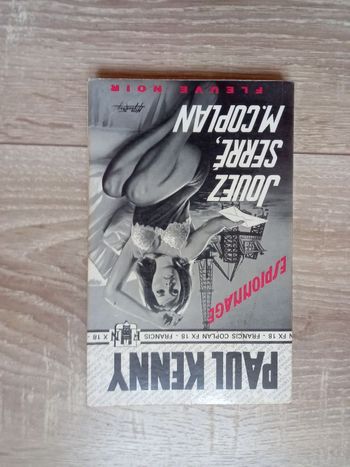 PAUL KENNY
N FX 18 - FRANCIS COPLAN FX 18 - FRANCIS
X 18
ESPIONNAGE
JOUEZ
SERRÉ,
M. COPLAN
FLEUVE NOIR